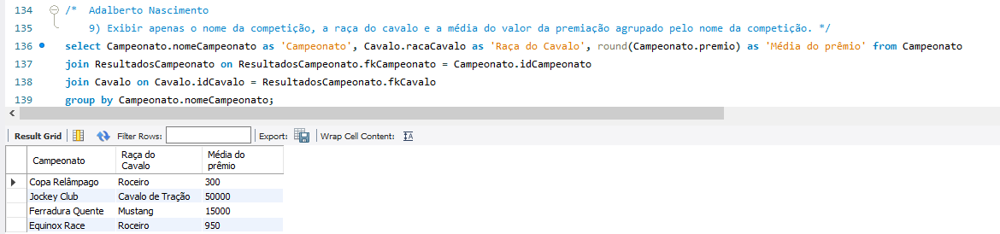 134 /*  Adalberto Nascimento
135 9) Exibir apenas o nome da competição, a raça do cavalo e a média do valor da premiação agrupado pelo nome da competição. */
136 select Campeonato.nomeCampeonato as 'Campeonato', Cavalo.racaCavalo as 'Raça do Cavalo', round(Campeonato.premio) as 'Média do prêmio' from Campeonato
137 join ResultadosCampeonato on ResultadosCampeonato.fkCampeonato = Campeonato.idCampeonato
138 join Cavalo on Cavalo.idCavalo = ResultadosCampeonato.fkCavalo
139 group by Campeonato.nomeCampeonato;
Result Grid Filter Rows: Export: Wrap Cell Content: IA
Campeonato Raça do Cavalo Média do prêmio
Copa Relâmpago Roceiro 300
Jockey Club Cavalo de Tração 50000
Ferradura Quente Mustang 15000
Equinox Race Roceiro 950